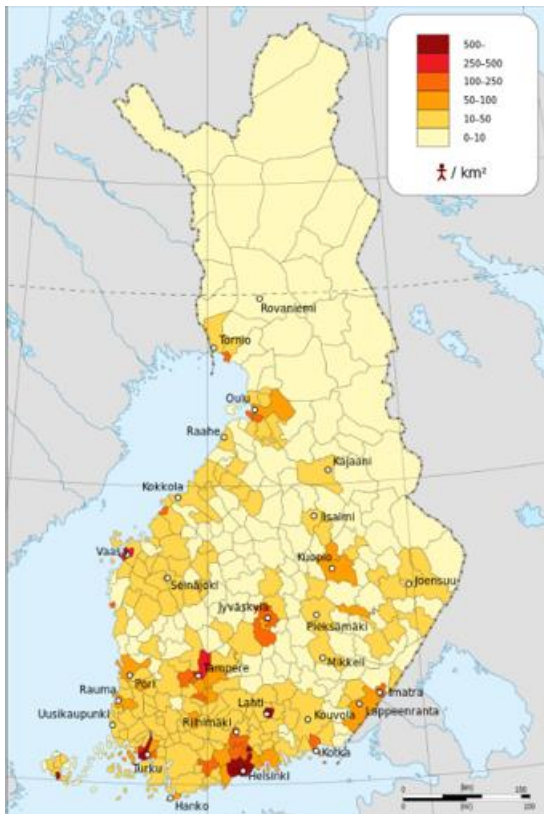 500-
250-500
100-250
50-100
10-50
0-10
/ km²
Rovaniemi
Tornio
Oulu
Raahe
Kajaani
Kokkola
Iisalmi
Vaasa
Kuopio
Seinäjoki
Joensuu
Jyväskylä
Pieksämäki
Mikkeli
Tampere
Pori
Imatra
Rauma
Lahti
Lappeenranta
Uusikaupunki
Riihimäki
Kouvola
Kotka
Turku
Helsinki
Hanko